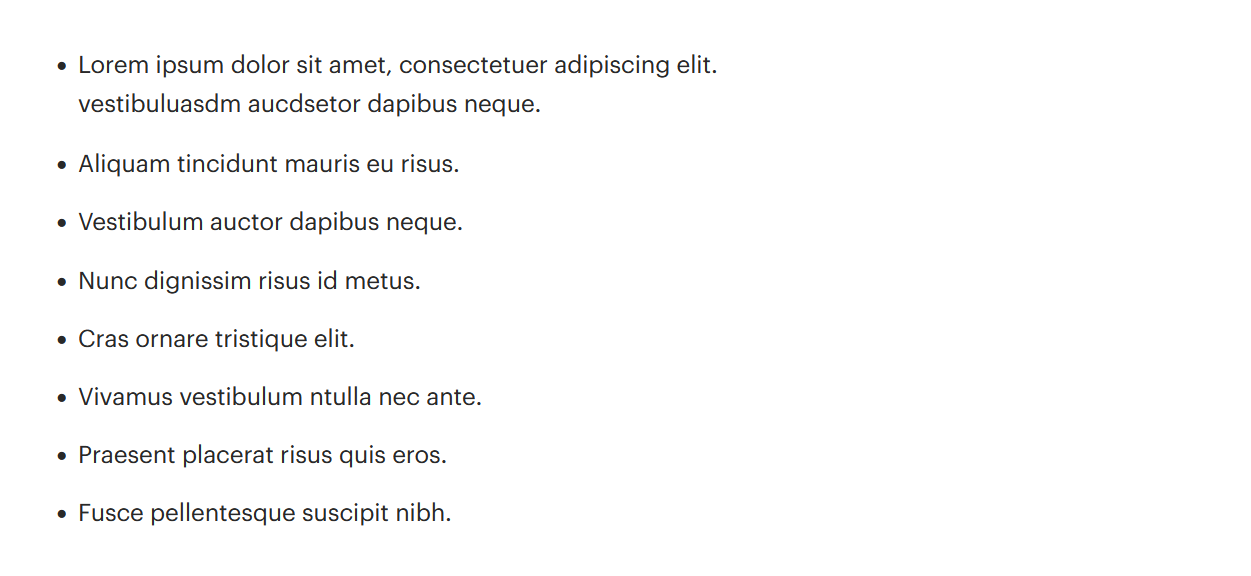 • Lorem ipsum dolor sit amet, consectetuer adipiscing elit.
vestibuluasdm aucdsetor dapibus neque.
• Aliquam tincidunt mauris eu risus.
• Vestibulum auctor dapibus neque.
• Nunc dignissim risus id metus.
• Cras ornare tristique elit.
• Vivamus vestibulum ntulla nec ante.
• Praesent placerat risus quis eros.
• Fusce pellentesque suscipit nibh.